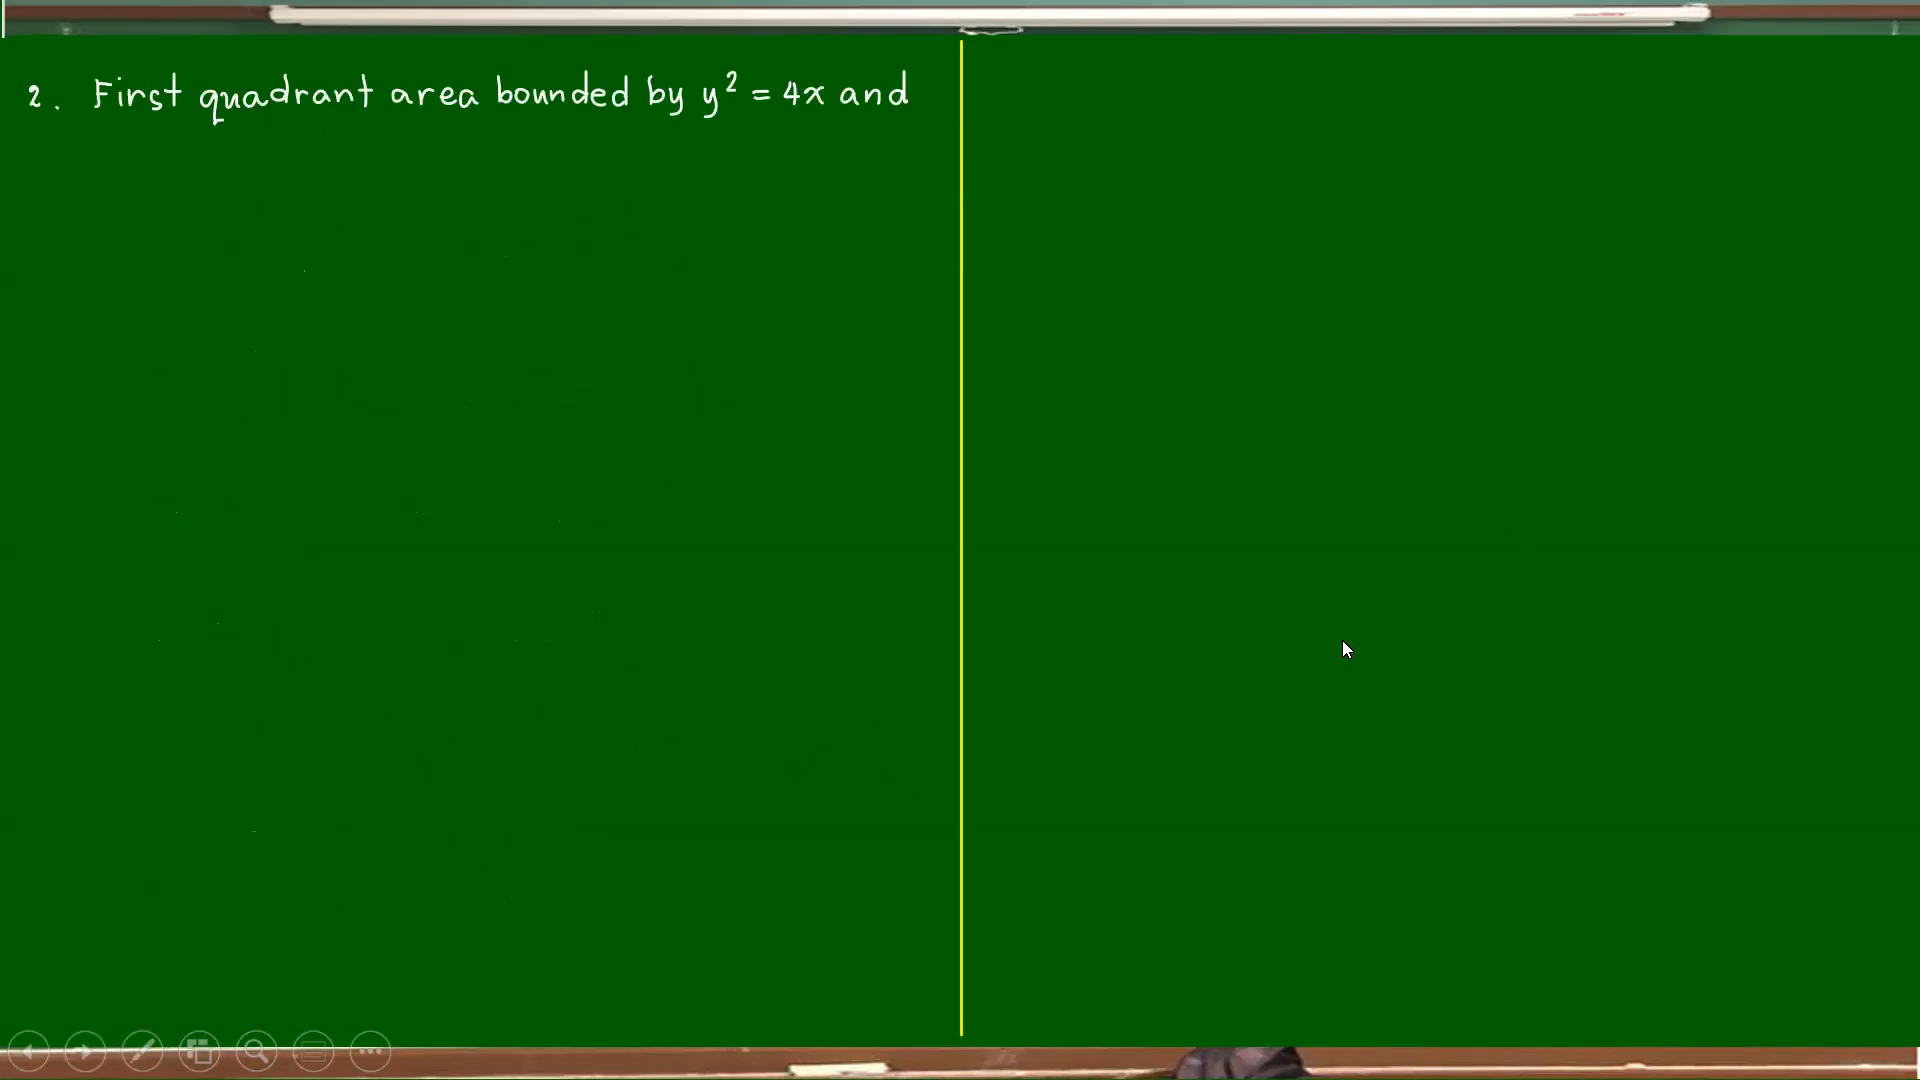 2. First quadrant area bounded by y² = 4x and